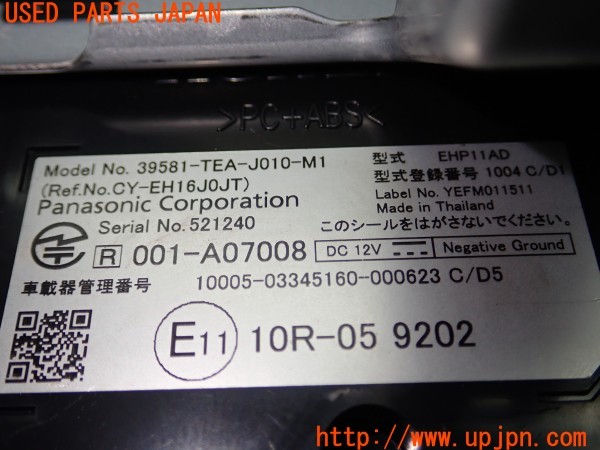 USED PARTS JAPAN
>PC+ABS<
Model No. 39581-TEA-J010-M1
(Ref.No.CY-EH16J0JT)
Panasonic Corporation
Serial No.521240
型式 EHP11AD
型式登録番号 1004 C/D1
Label No. YEFM011511
Made in Thailand
このシールをはがさないでください
R 001-A07008
DC 12V Negative Ground
車載器管理番号 10005-03345160-000623 C/D5
E11 10R-05 9202
http://www.upjpn.com/